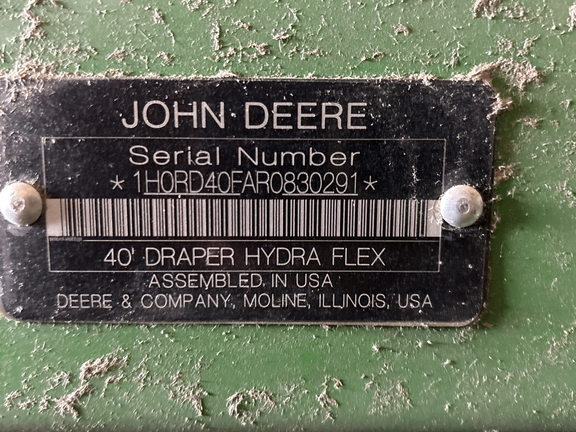 JOHN DEERE
Serial Number
*1H0RD40FAR0830291*
40' DRAPER HYDRA FLEX
ASSEMBLED IN USA
DEERE & COMPANY, MOLINE, ILLINOIS, USA